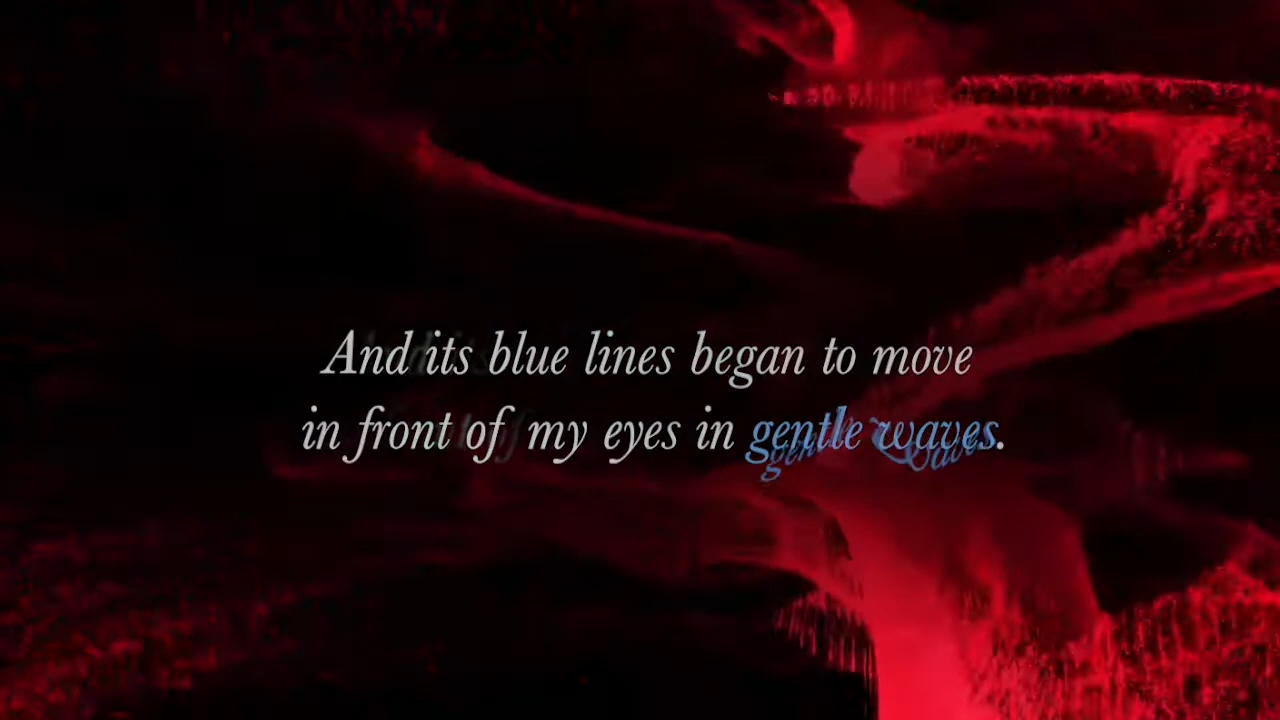 And its blue lines began to move
in front of my eyes in gentle waves.